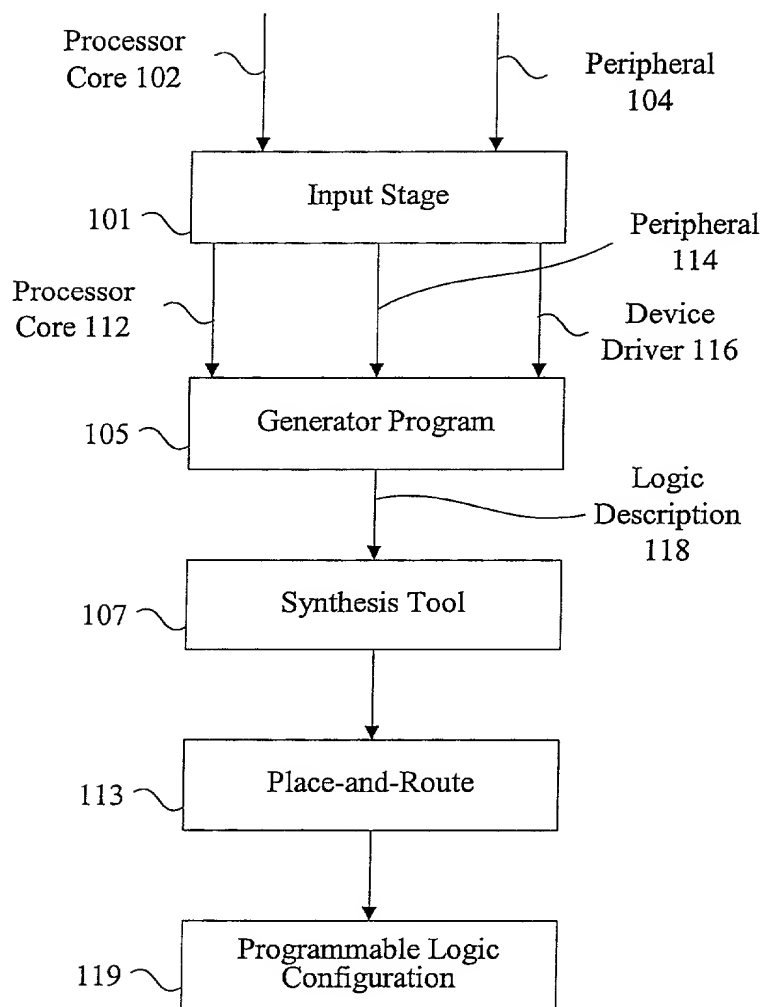 Processor
Core 102
Peripheral
104
Input Stage
101
Peripheral
114
Processor
Core 112
Device
Driver 116
Generator Program
105
Logic
Description
118
Synthesis Tool
107
Place-and-Route
113
Programmable Logic
Configuration
119